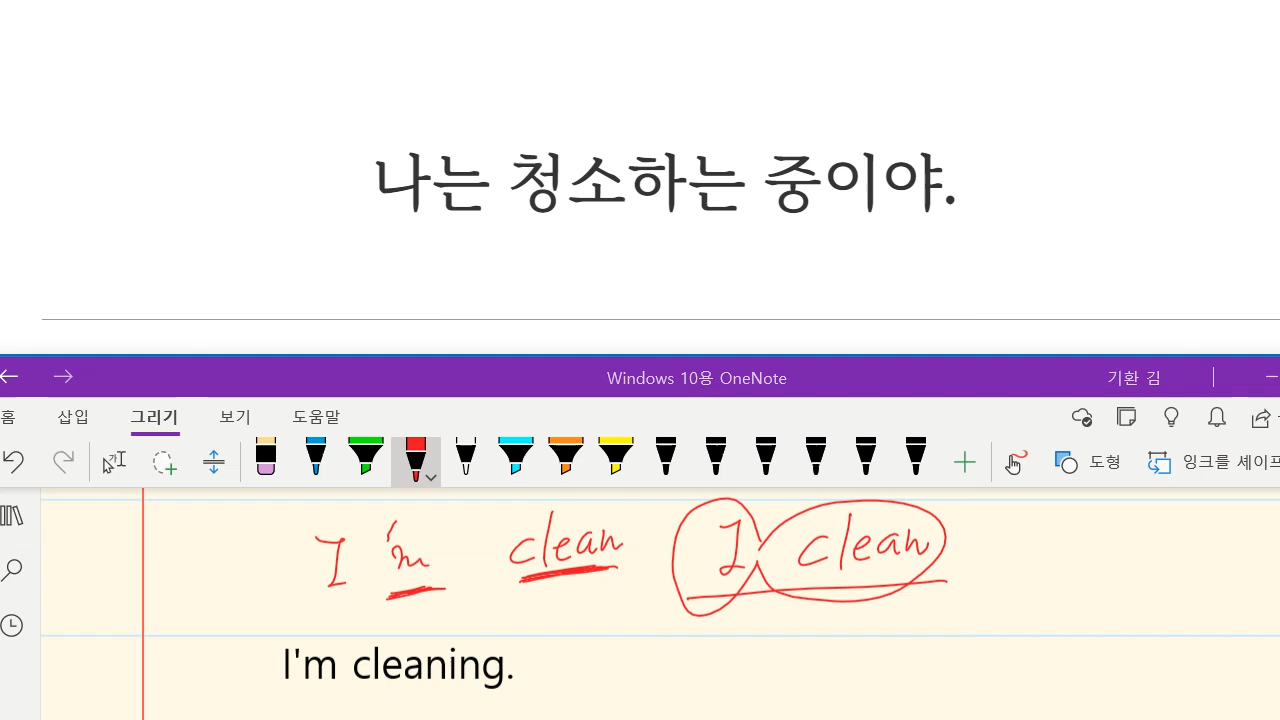 나는 청소하는 중이야.
Windows 10용 OneNote 기환 김
홈 삽입 그리기 보기 도움말
도형 잉크를 셰이프
I 'm clean I clean
I'm cleaning.